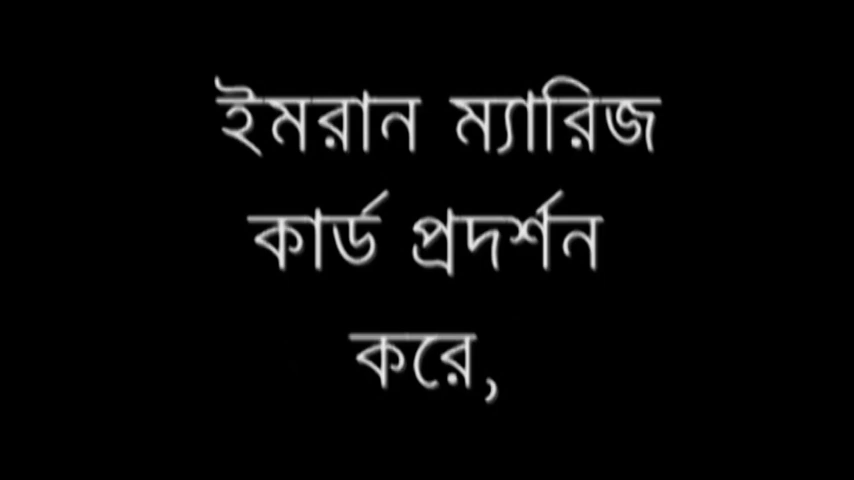 ইমরান ম্যারিজ
কার্ড প্রদর্শন
করে,